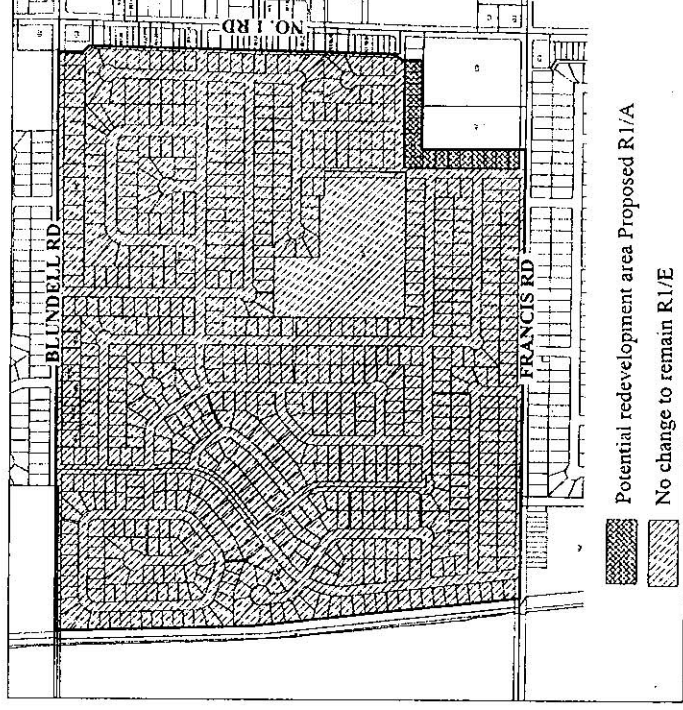 NO. 1 RD
BLUNDELL RD
FRANCIS RD
Potential redevelopment area Proposed R1/A
No change to remain R1/E